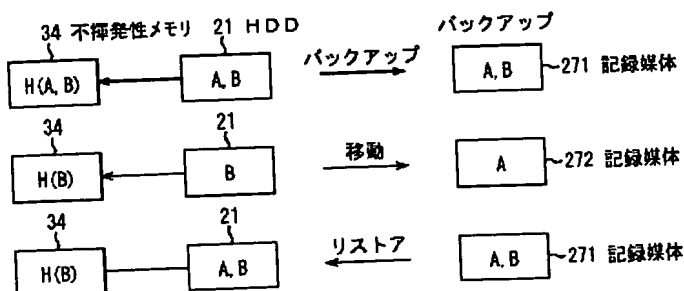 バックアップ
34 不揮発性メモリ 21 HDD
バックアップ
H(A, B) A, B A, B 271 記録媒体
34 21
移動
H(B) B A 272 記録媒体
34 21
リストア
H(B) A, B A, B 271 記録媒体